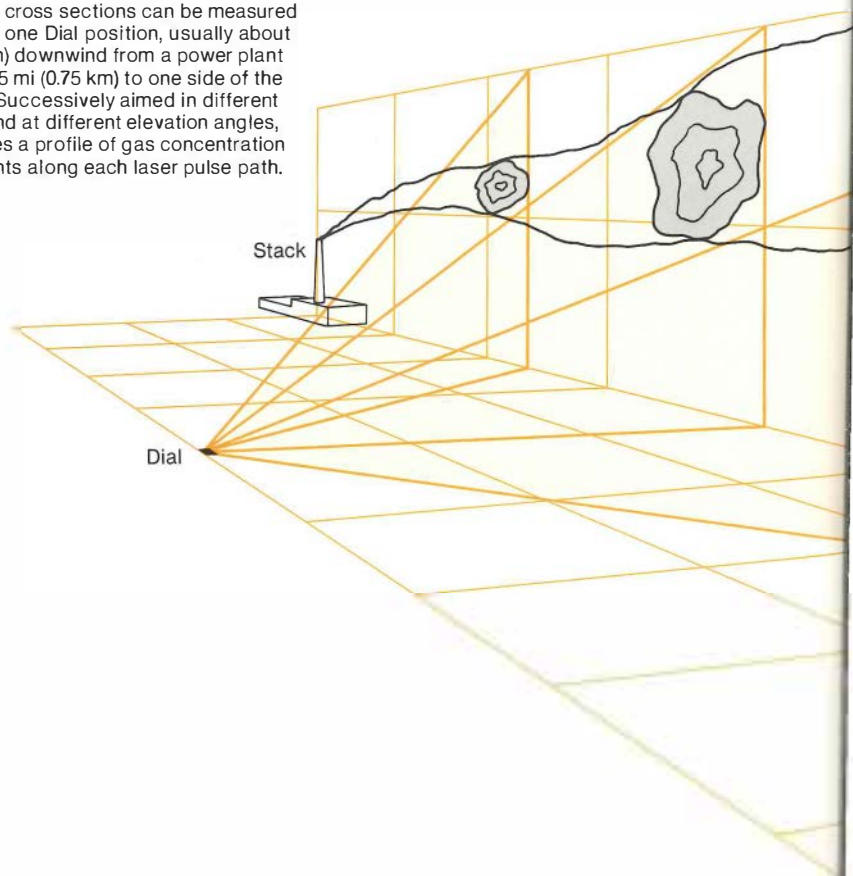 cross sections can be measured
one Dial position, usually about
) downwind from a power plant
5 mi (0.75 km) to one side of the
Successively aimed in different
nd at different elevation angles,
es a profile of gas concentration
nts along each laser pulse path.
Stack
Dial